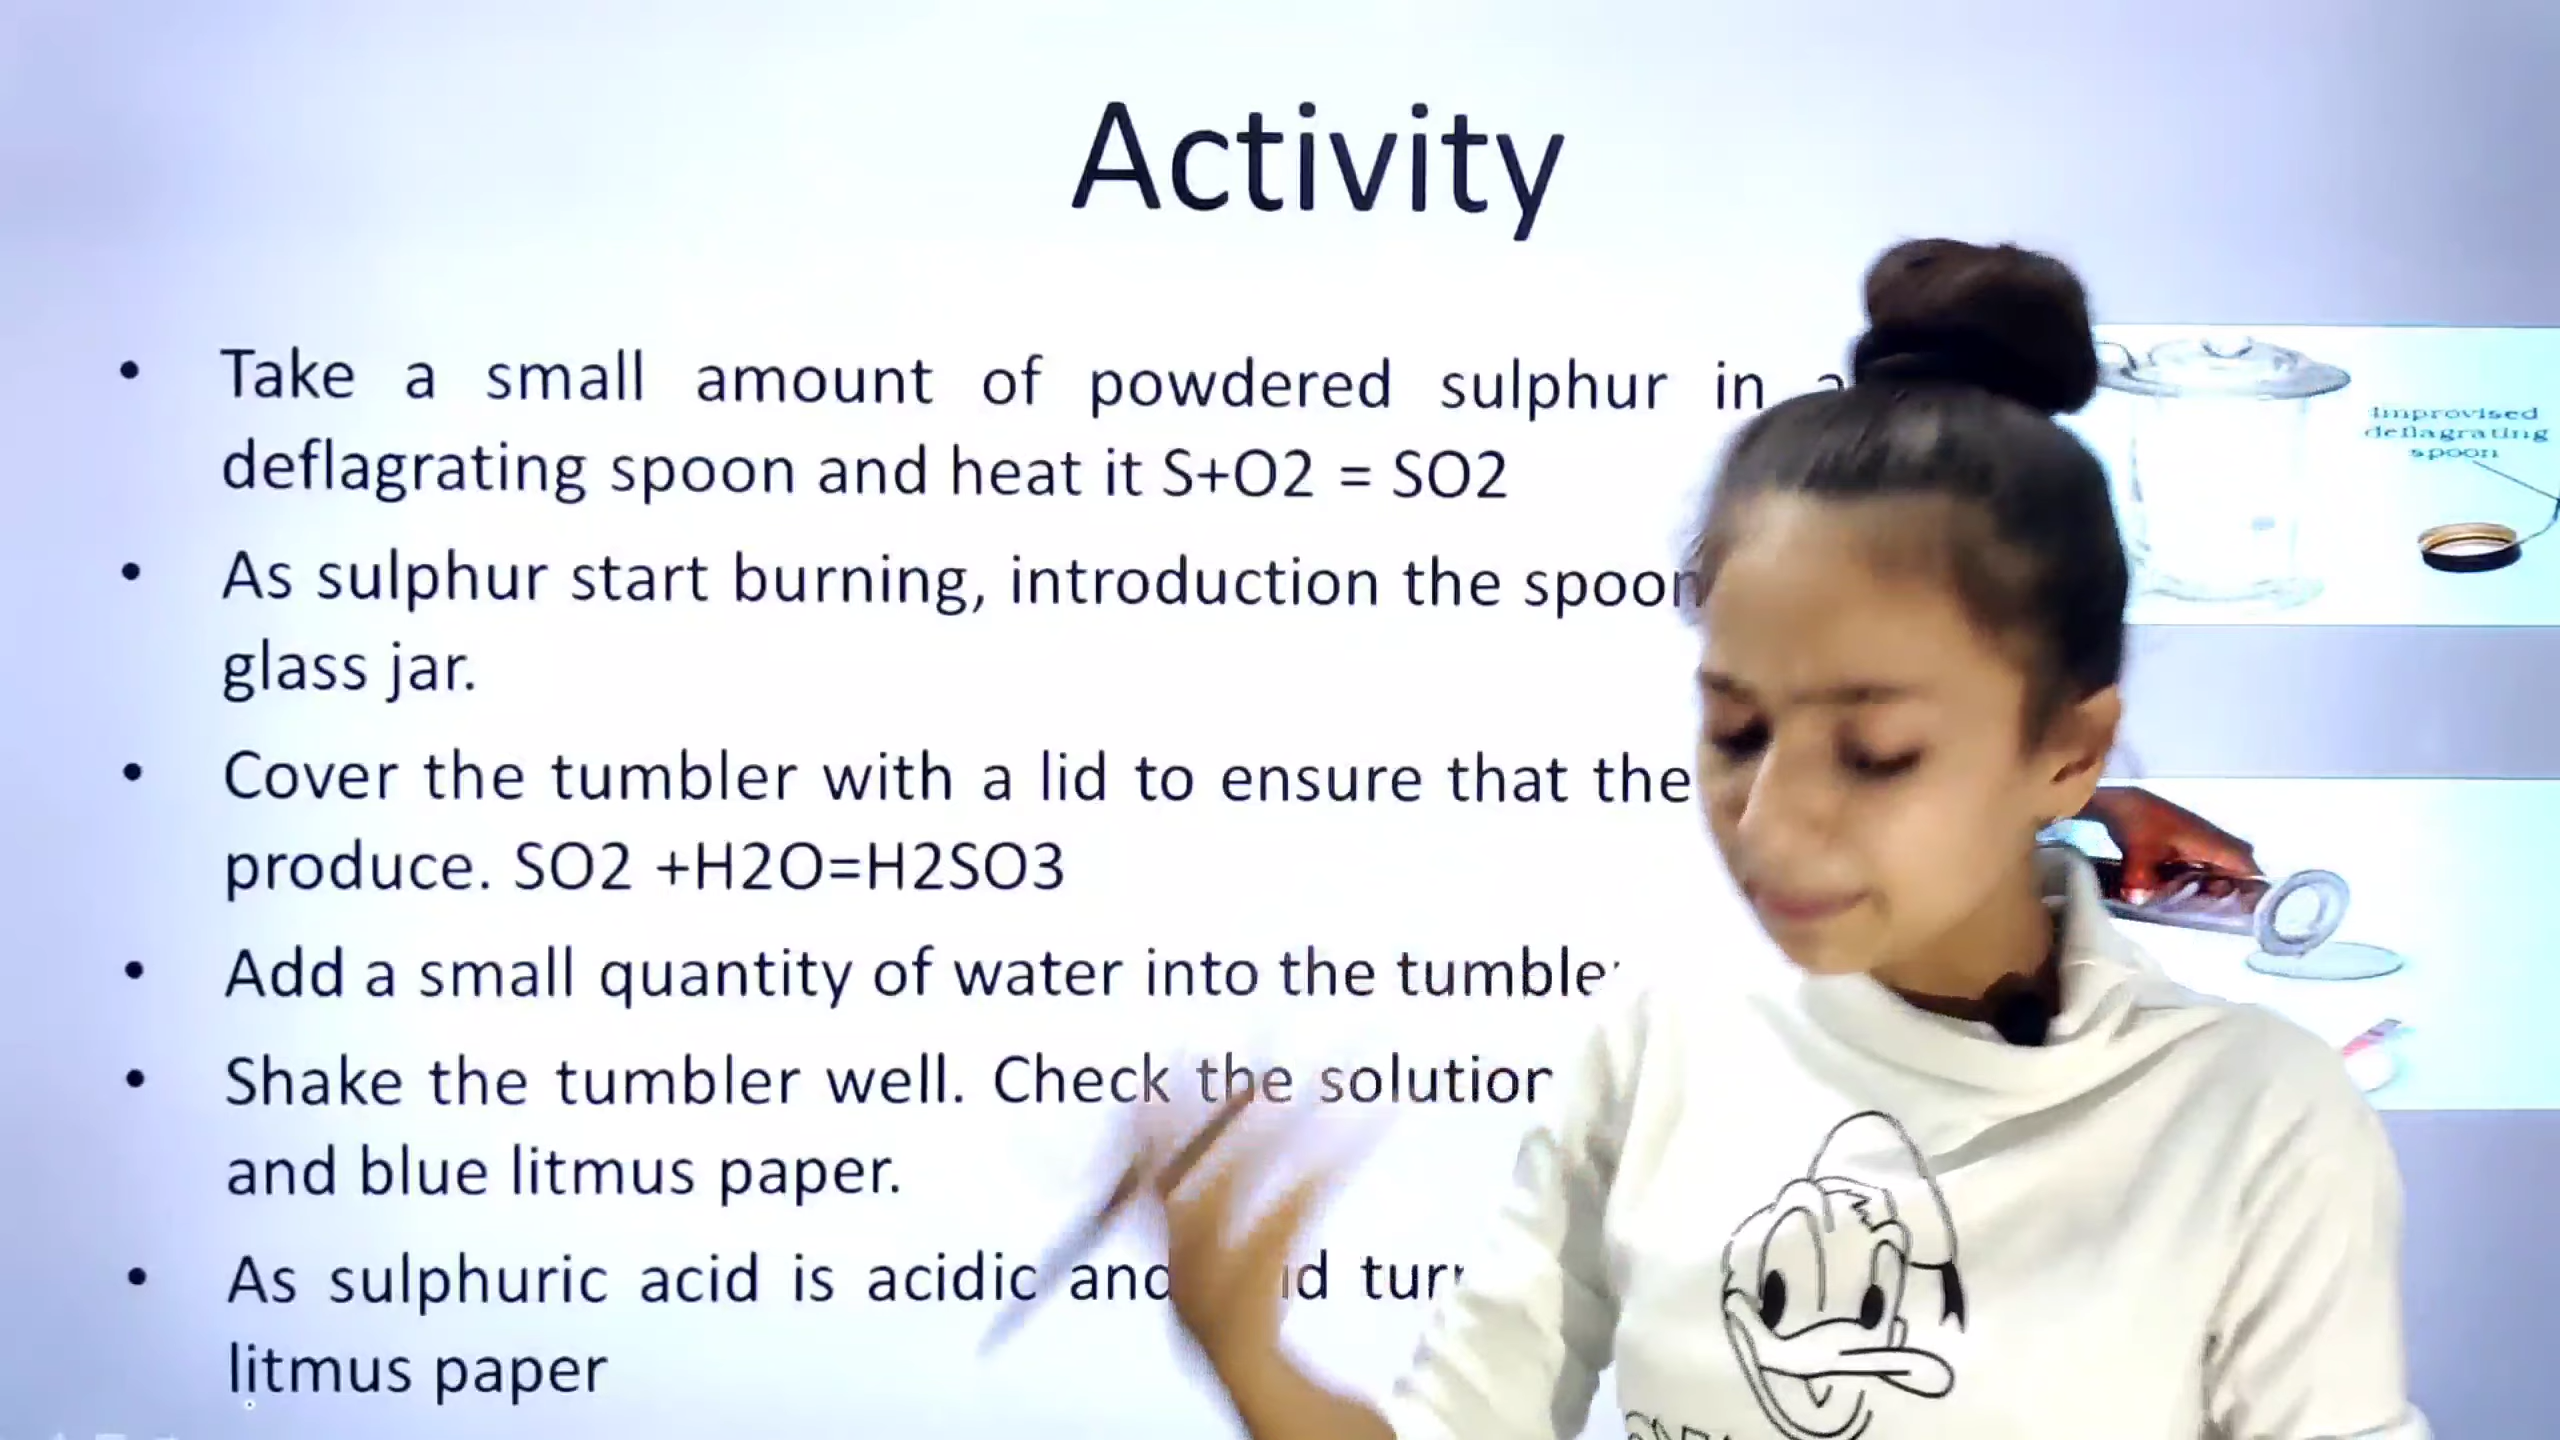 Activity
• Take a small amount of powdered sulphur in a
deflagrating spoon and heat it S+O2 = SO2
• As sulphur start burning, introduction the spoon
glass jar.
• Cover the tumbler with a lid to ensure that the
produce. SO2 +H2O=H2SO3
• Add a small quantity of water into the
• Shake the tumbler well. Check the
and blue litmus paper.
• As sulphuric acid is acidic and
litmus paper
Improvised
deflagrating
spoon